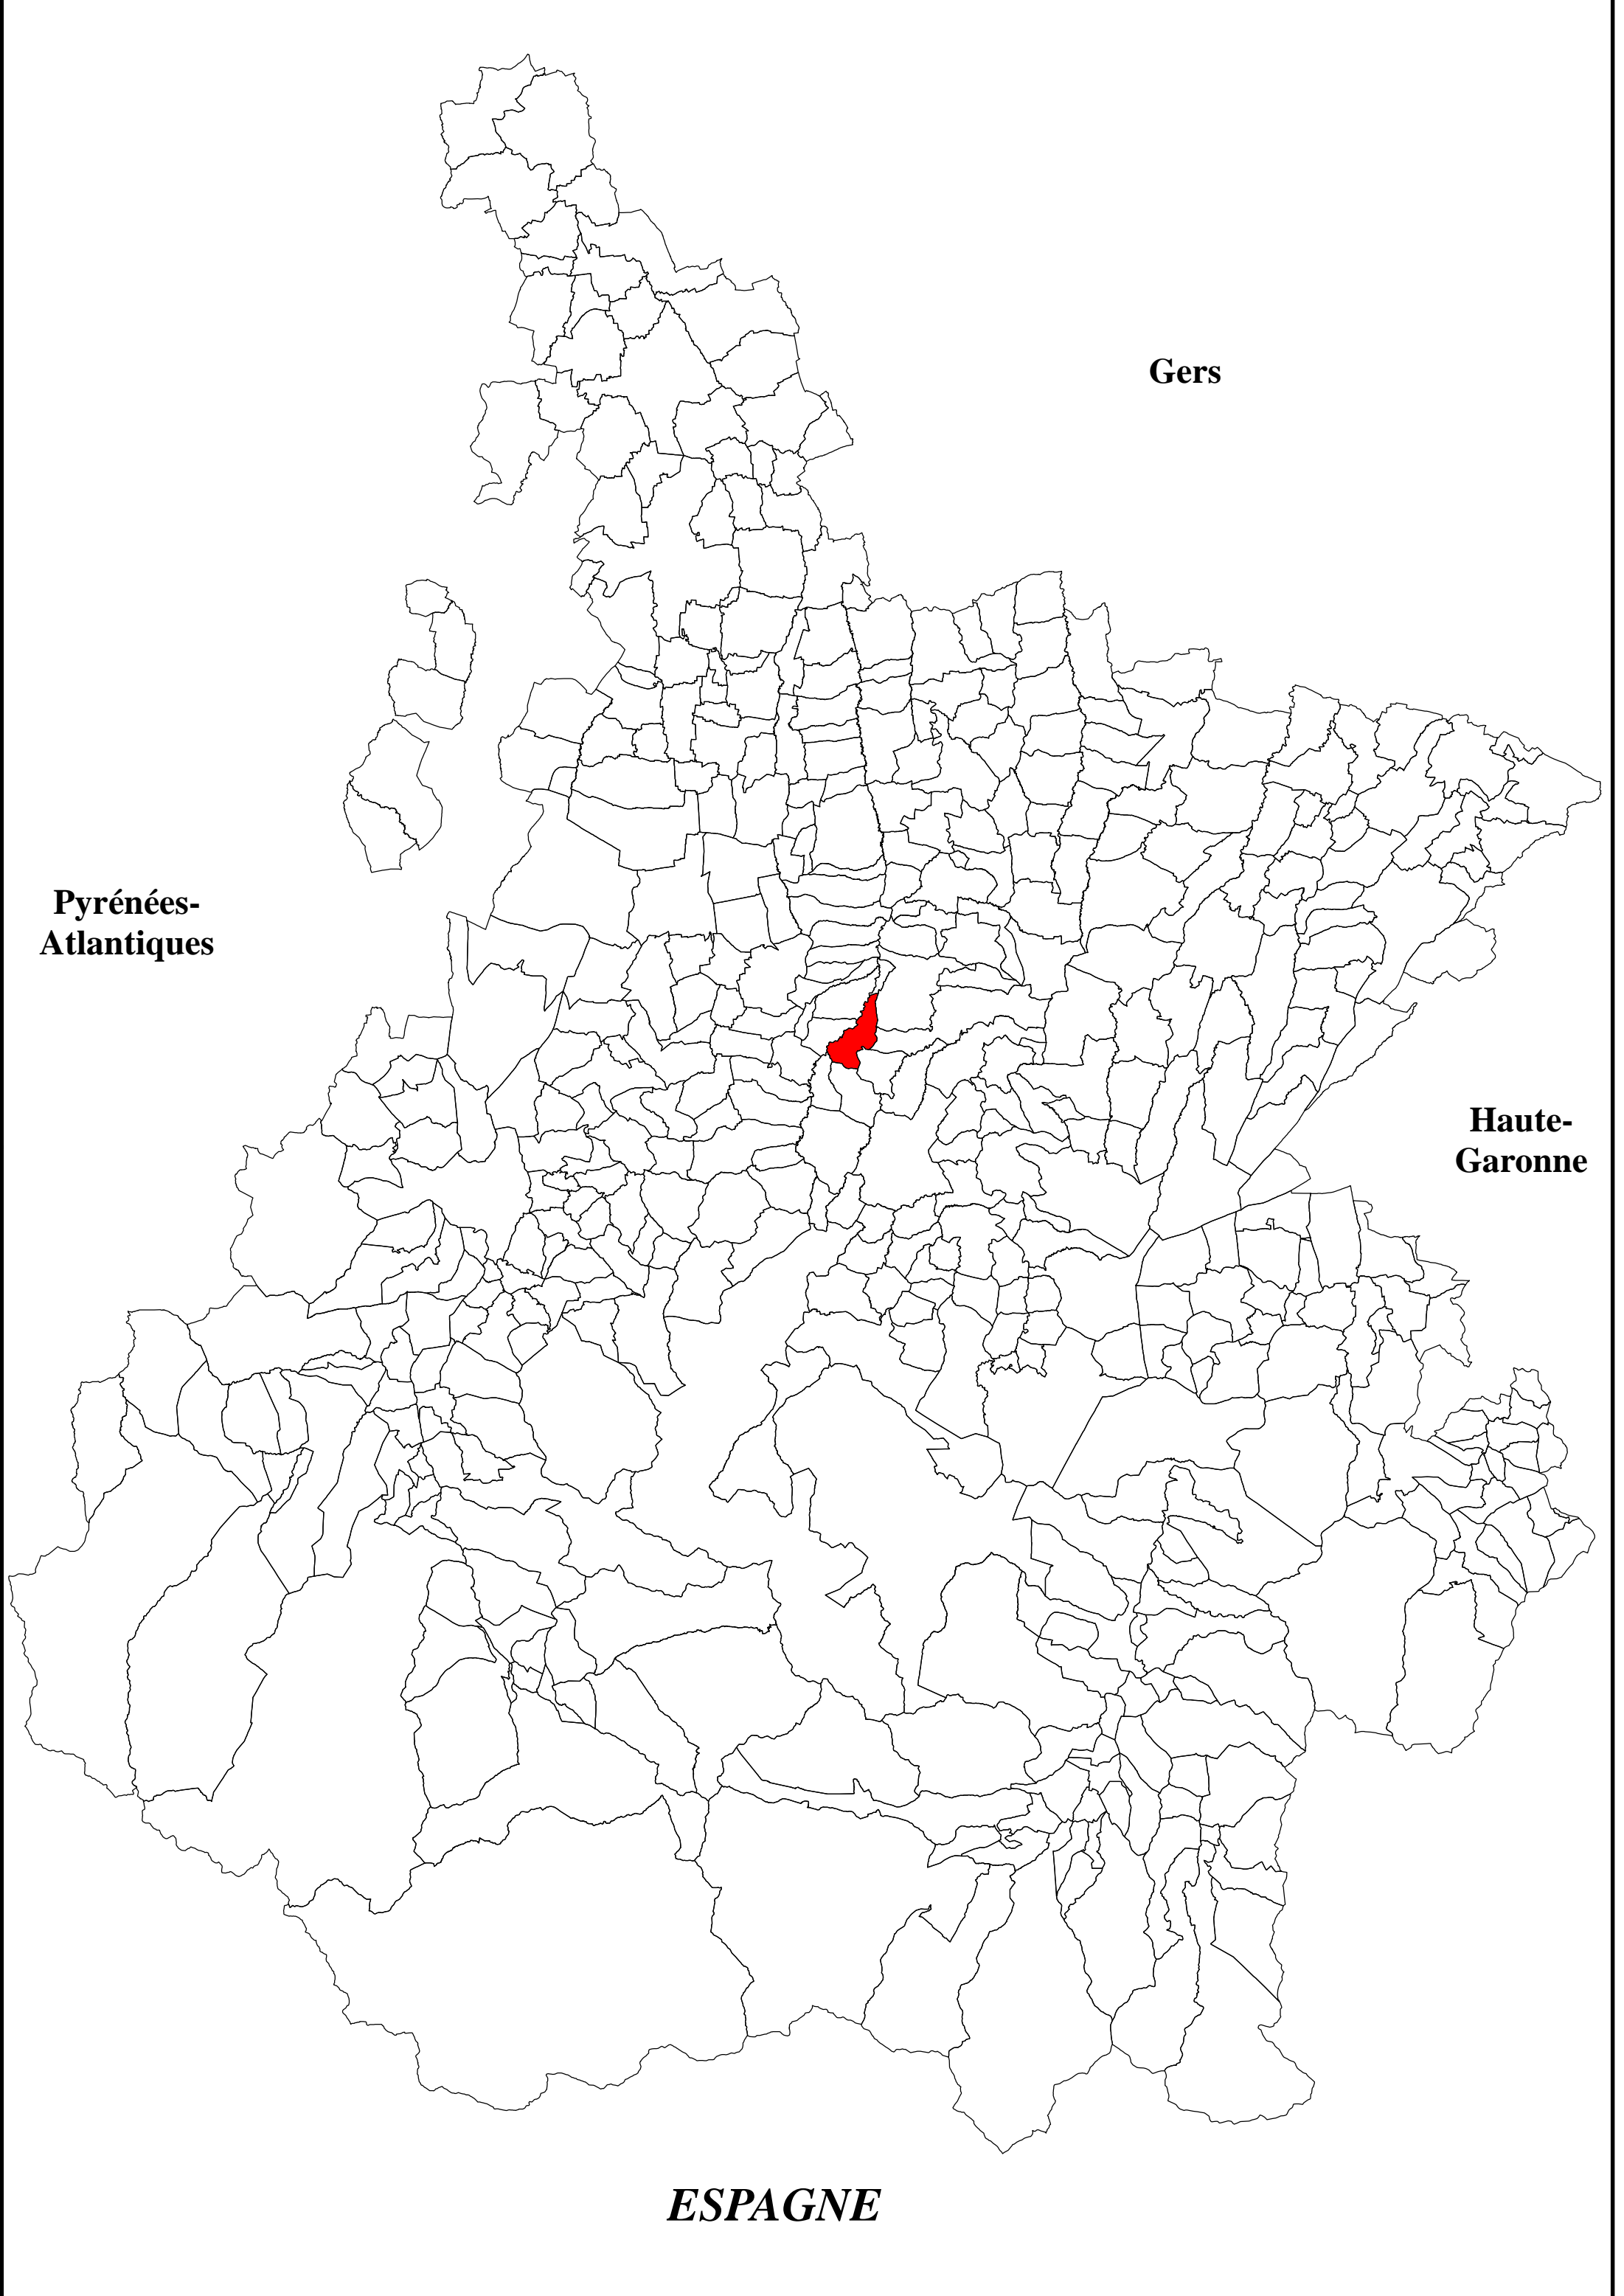 Gers
Pyrénées-
Atlantiques
Haute-
Garonne
ESPAGNE